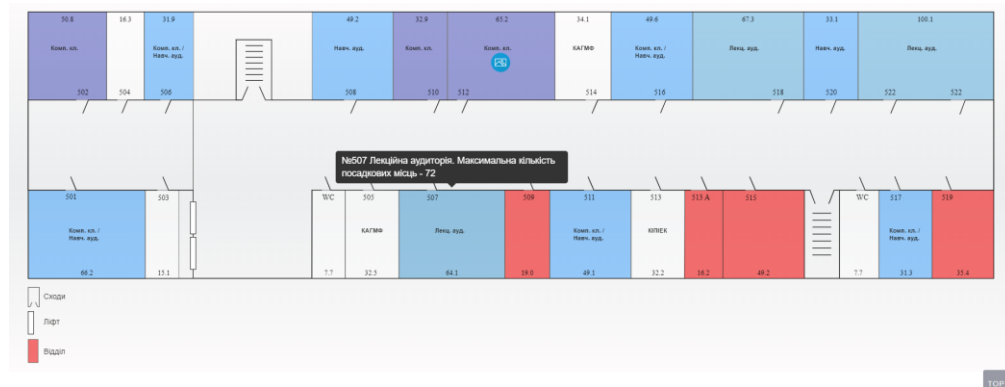 50.8 16.3 31.9 49.2 32.9 65.2 34.1 49.6 67.3 33.1 100.1
Комп. кл. Комп. кл. / Навч. ауд. Комп. кл. Комп. кл. КАГМФ Комп. кл. / Лекц. ауд. Навч. ауд. Лекц. ауд.
Навч. ауд. Навч. ауд.
502 504 506 508 510 512 514 516 518 520 522 522
№507 Лекційна аудиторія. Максимальна кількість
посадкових місць - 72
501 503 WC 505 507 509 511 513 513 А 515 WC 517 519
Комп. кл. / КАГМФ Лекц. ауд. Комп. кл. / КІПІЕК Комп. кл. /
Навч. ауд. Навч. ауд. Навч. ауд.
66.2 15.1 7.7 32.5 64.1 19.0 49.1 32.2 16.2 49.2 7.7 31.3 35.4
Сходи
Ліфт
Відділ
TOP